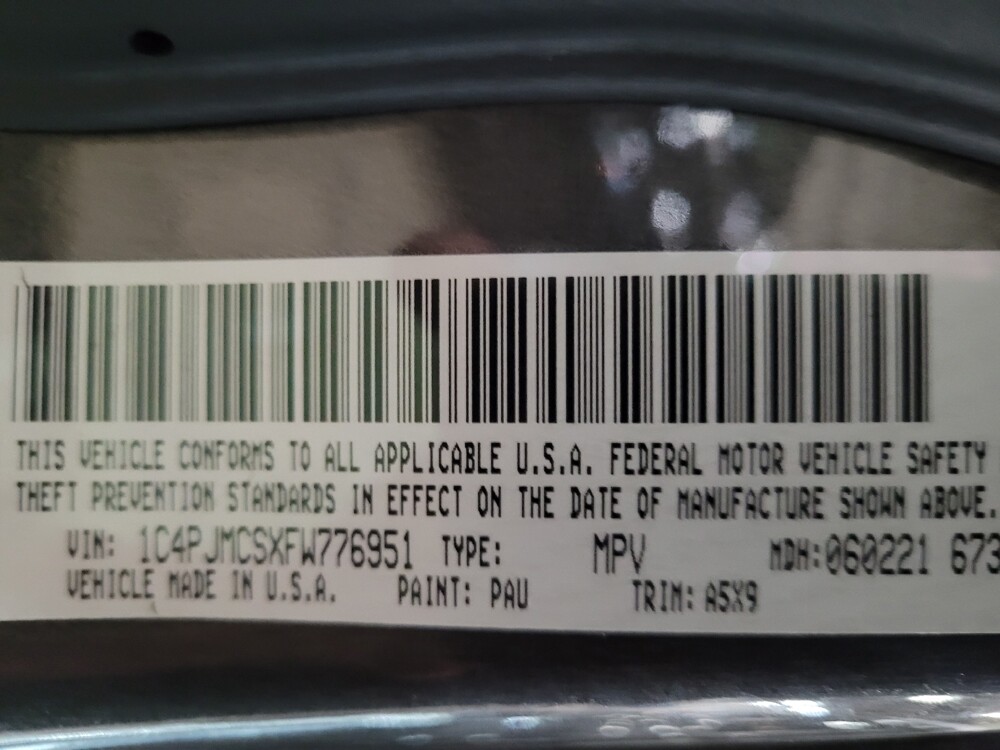 THIS VEHICLE CONFORMS TO ALL APPLICABLE U.S.A. FEDERAL MOTOR VEHICLE SAFETY
THEFT PREVENTION STANDARDS IN EFFECT ON THE DATE OF MANUFACTURE SHOWN ABOVE.
VIN: 1C4PJMCSXFW776951 TYPE: MPV MDH:060221 673
VEHICLE MADE IN U.S.A. PAINT: PAU TRIM: A5X9